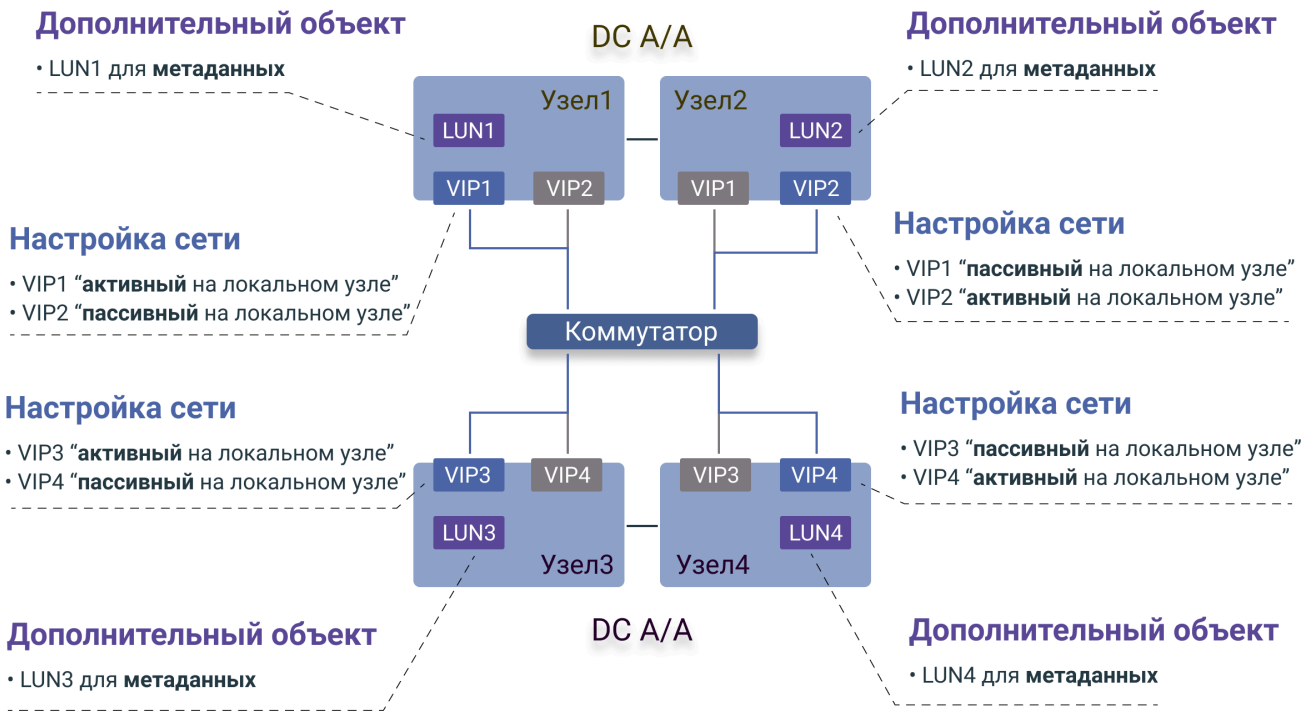 Дополнительный объект
• LUN1 для метаданных
DC A/A
Дополнительный объект
• LUN2 для метаданных
Узел1
LUN1
VIP1
VIP2
Узел2
LUN2
VIP1
VIP2
Настройка сети
• VIP1 “активный на локальном узле”
• VIP2 “пассивный на локальном узле”
Настройка сети
• VIP1 “пассивный на локальном узле”
• VIP2 “активный на локальном узле”
Коммутатор
Настройка сети
• VIP3 “активный на локальном узле”
• VIP4 “пассивный на локальном узле”
Настройка сети
• VIP3 “пассивный на локальном узле”
• VIP4 “активный на локальном узле”
VIP3
VIP4
LUN3
Узел3
VIP3
VIP4
LUN4
Узел4
DC A/A
Дополнительный объект
• LUN3 для метаданных
Дополнительный объект
• LUN4 для метаданных